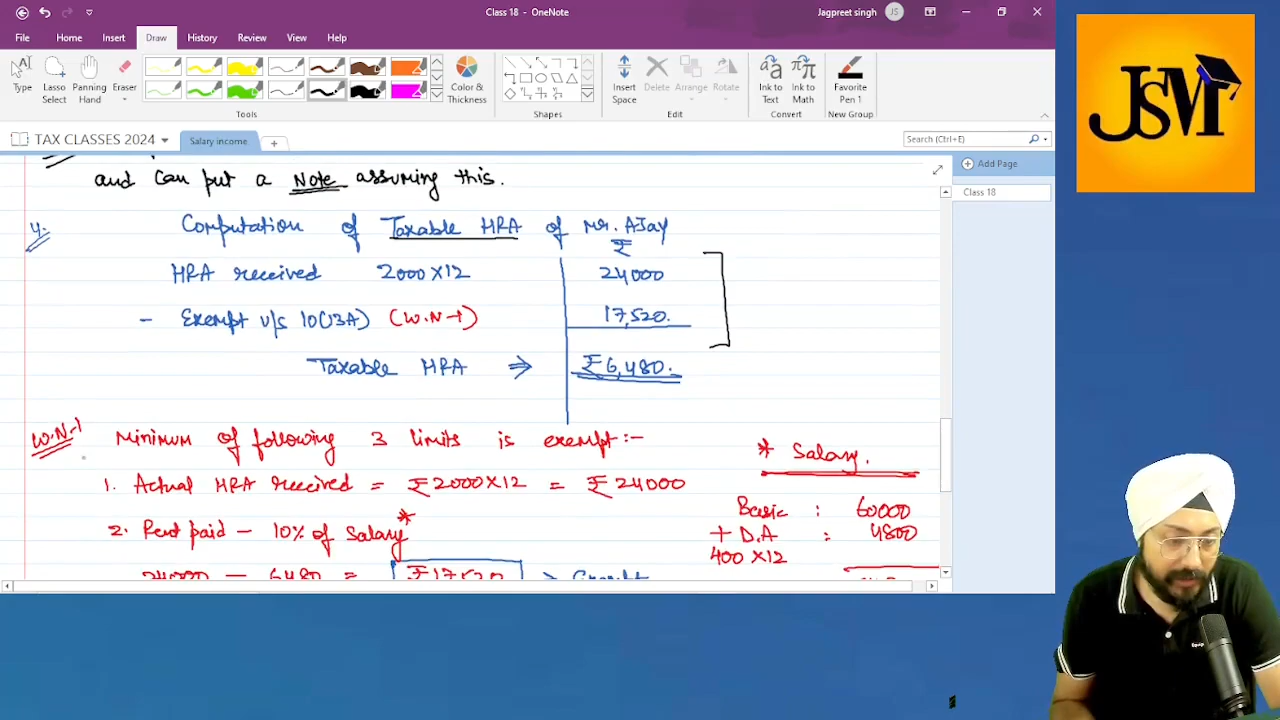 Class 18 - OneNote
Jagpreet singh JS
File Home Insert Draw History Review View Help
Type Lasso Select Panning Hand Eraser Color & Thickness Insert Space Delete Arrange Rotate Ink to Text Ink to Math Favorite Pen 1
Tools Shapes Edit Convert New Group
TAX CLASSES 2024 Salary income Search (Ctrl+E)
Add Page
Class 18
and can put a Note assuming this.
4. Computation of Taxable HRA of Mr. AJay
₹
HRA received 2000×12 24000
- Exempt u/s 10(13A) (W.N-1) 17,520.
Taxable HRA ⇒ ₹6,480.
W.N-1 Minimum of following 3 limits is exempt:-
* Salary.
1. Actual HRA received = ₹2000×12 = ₹24000
Basic : 60000
2. Rent paid - 10% of Salary*
+ D.A : 4800
400 ×12
24000 - 6480 = ₹17520
JSM